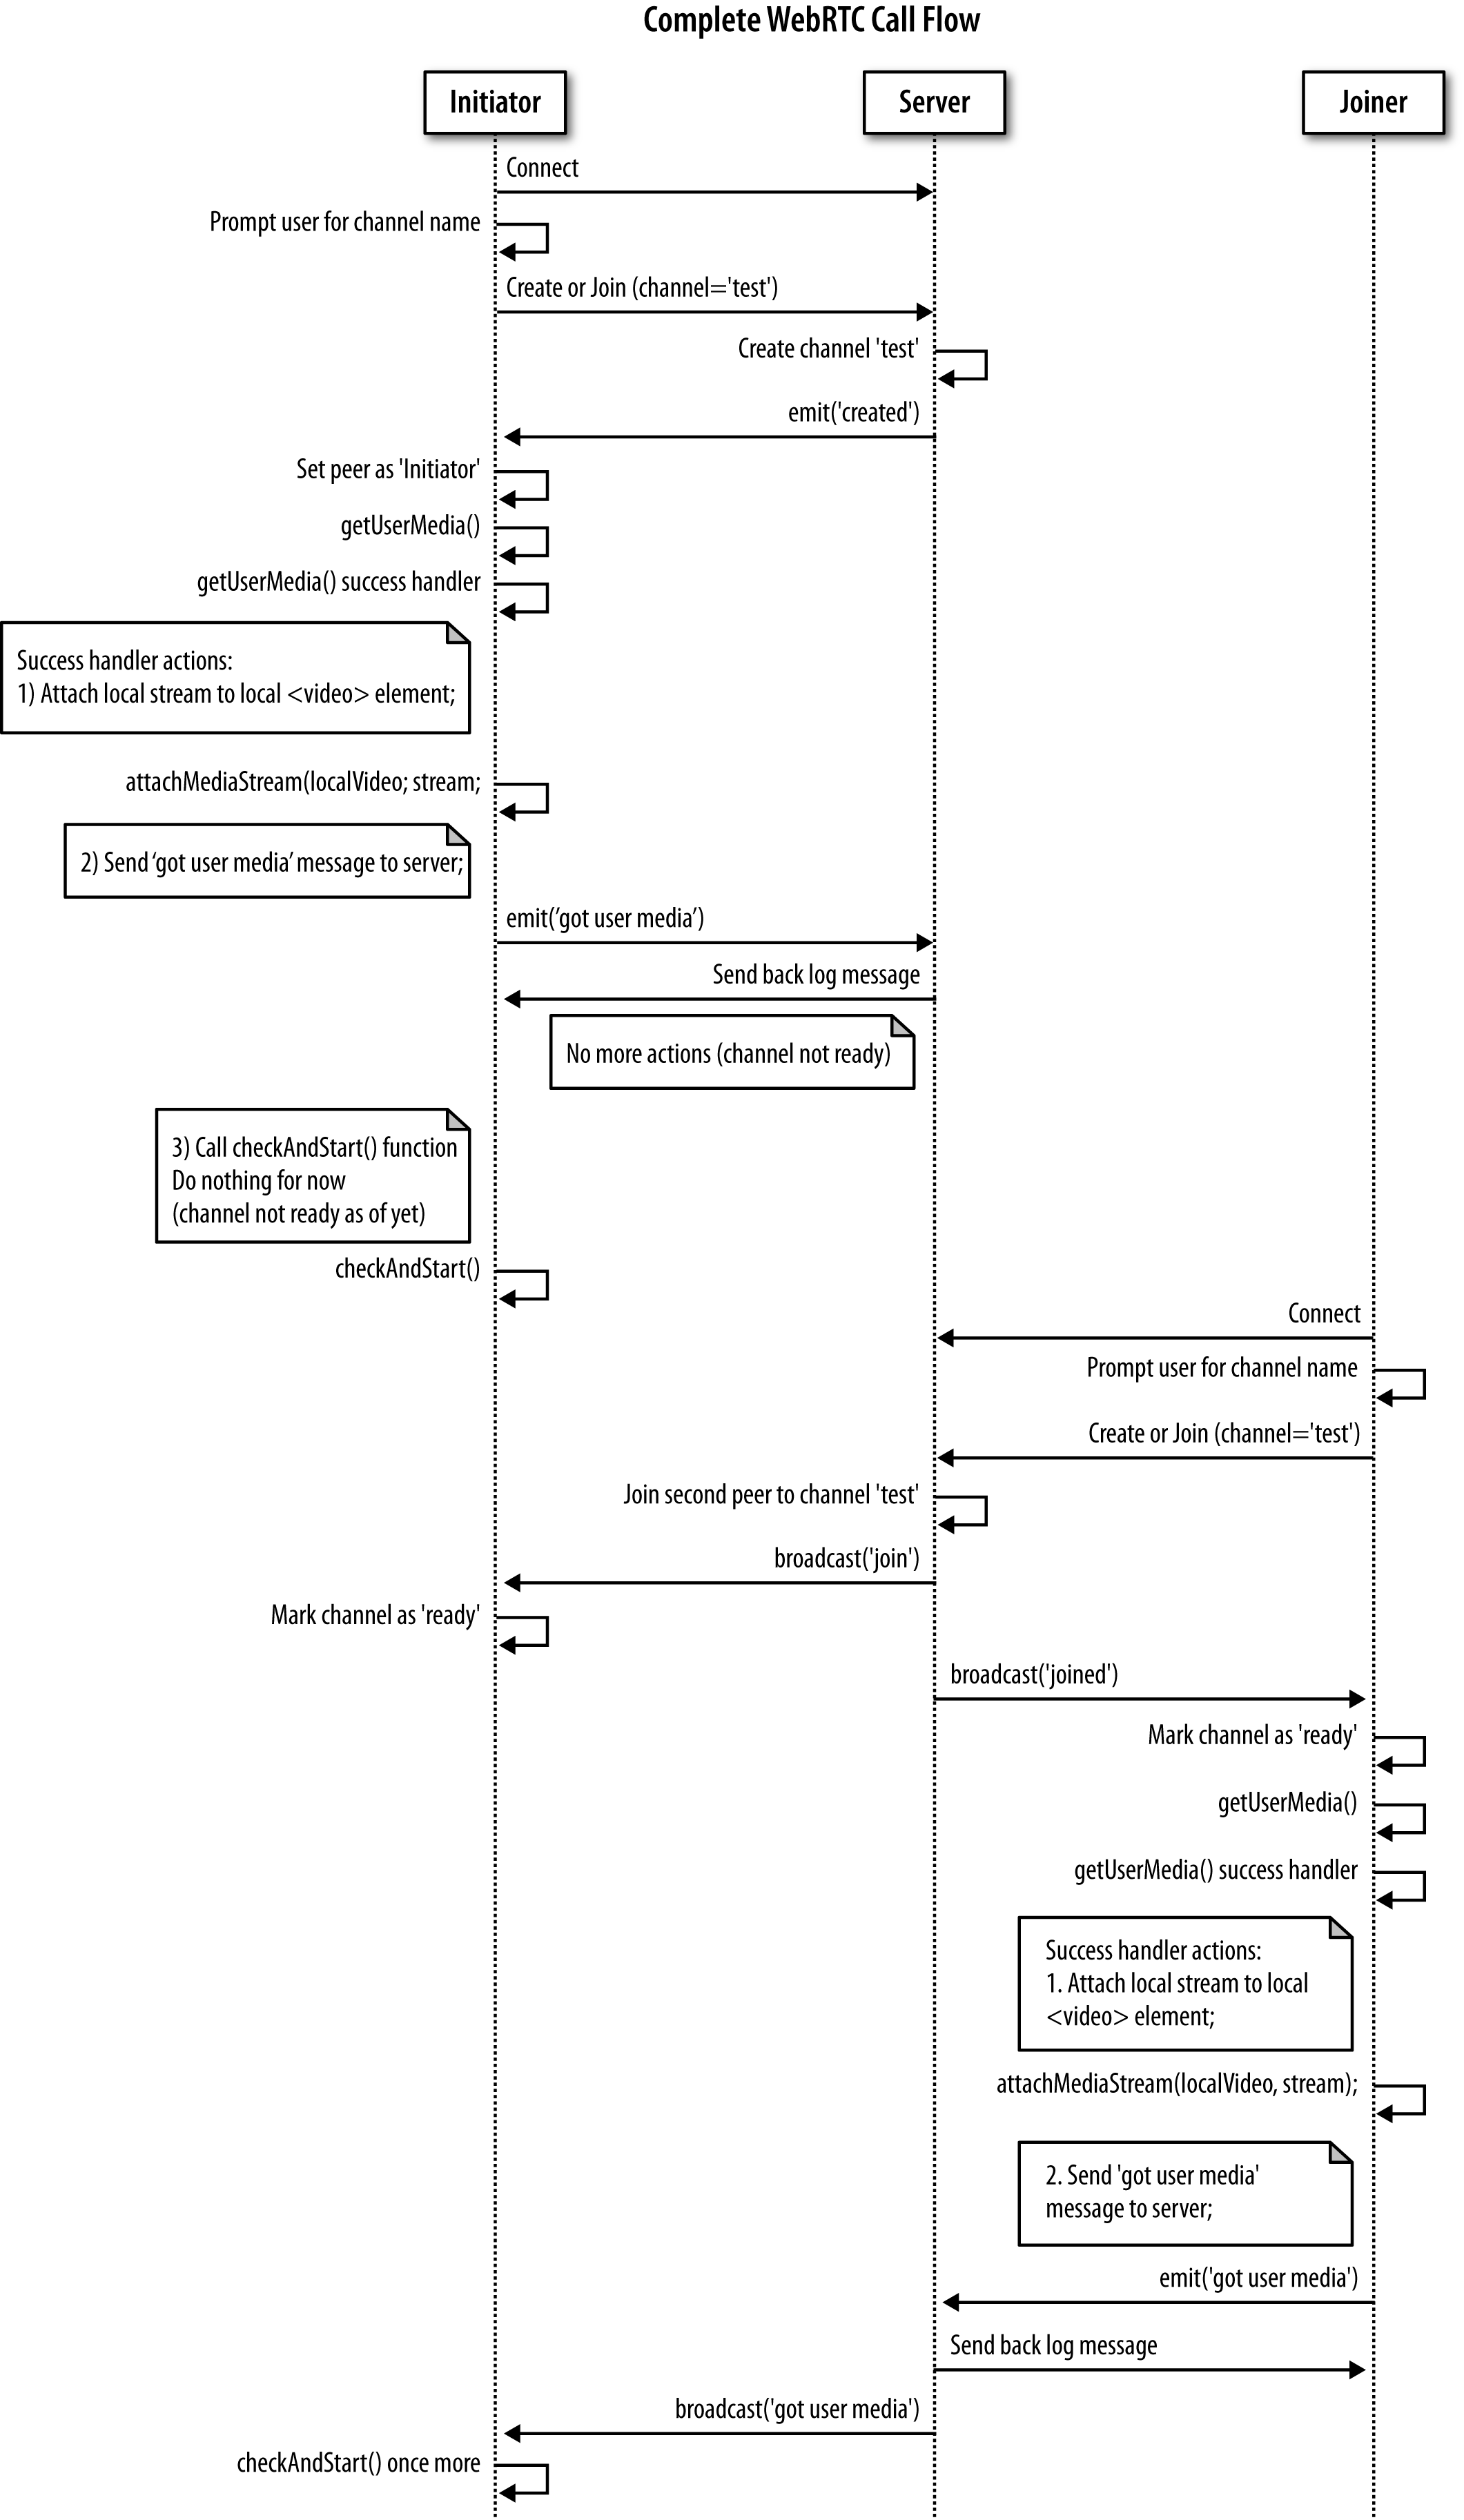 Complete WebRTC Call Flow
Initiator
Server
Joiner
Connect
Prompt user for channel name
Create or Join (channel='test')
Create channel 'test'
emit('created')
Set peer as 'Initiator'
getUserMedia()
getUserMedia() success handler
Success handler actions:
1) Attach local stream to local <video> element;
attachMediaStream(localVideo; stream;
2) Send ‘got user media’ message to server;
emit(‘got user media’)
Send back log message
No more actions (channel not ready)
3) Call checkAndStart() function
Do nothing for now
(channel not ready as of yet)
checkAndStart()
Connect
Prompt user for channel name
Create or Join (channel='test')
Join second peer to channel 'test'
broadcast('join')
Mark channel as 'ready'
broadcast('joined')
Mark channel as 'ready'
getUserMedia()
getUserMedia() success handler
Success handler actions:
1. Attach local stream to local
<video> element;
attachMediaStream(localVideo, stream);
2. Send 'got user media'
message to server;
emit('got user media')
Send back log message
broadcast('got user media')
checkAndStart() once more